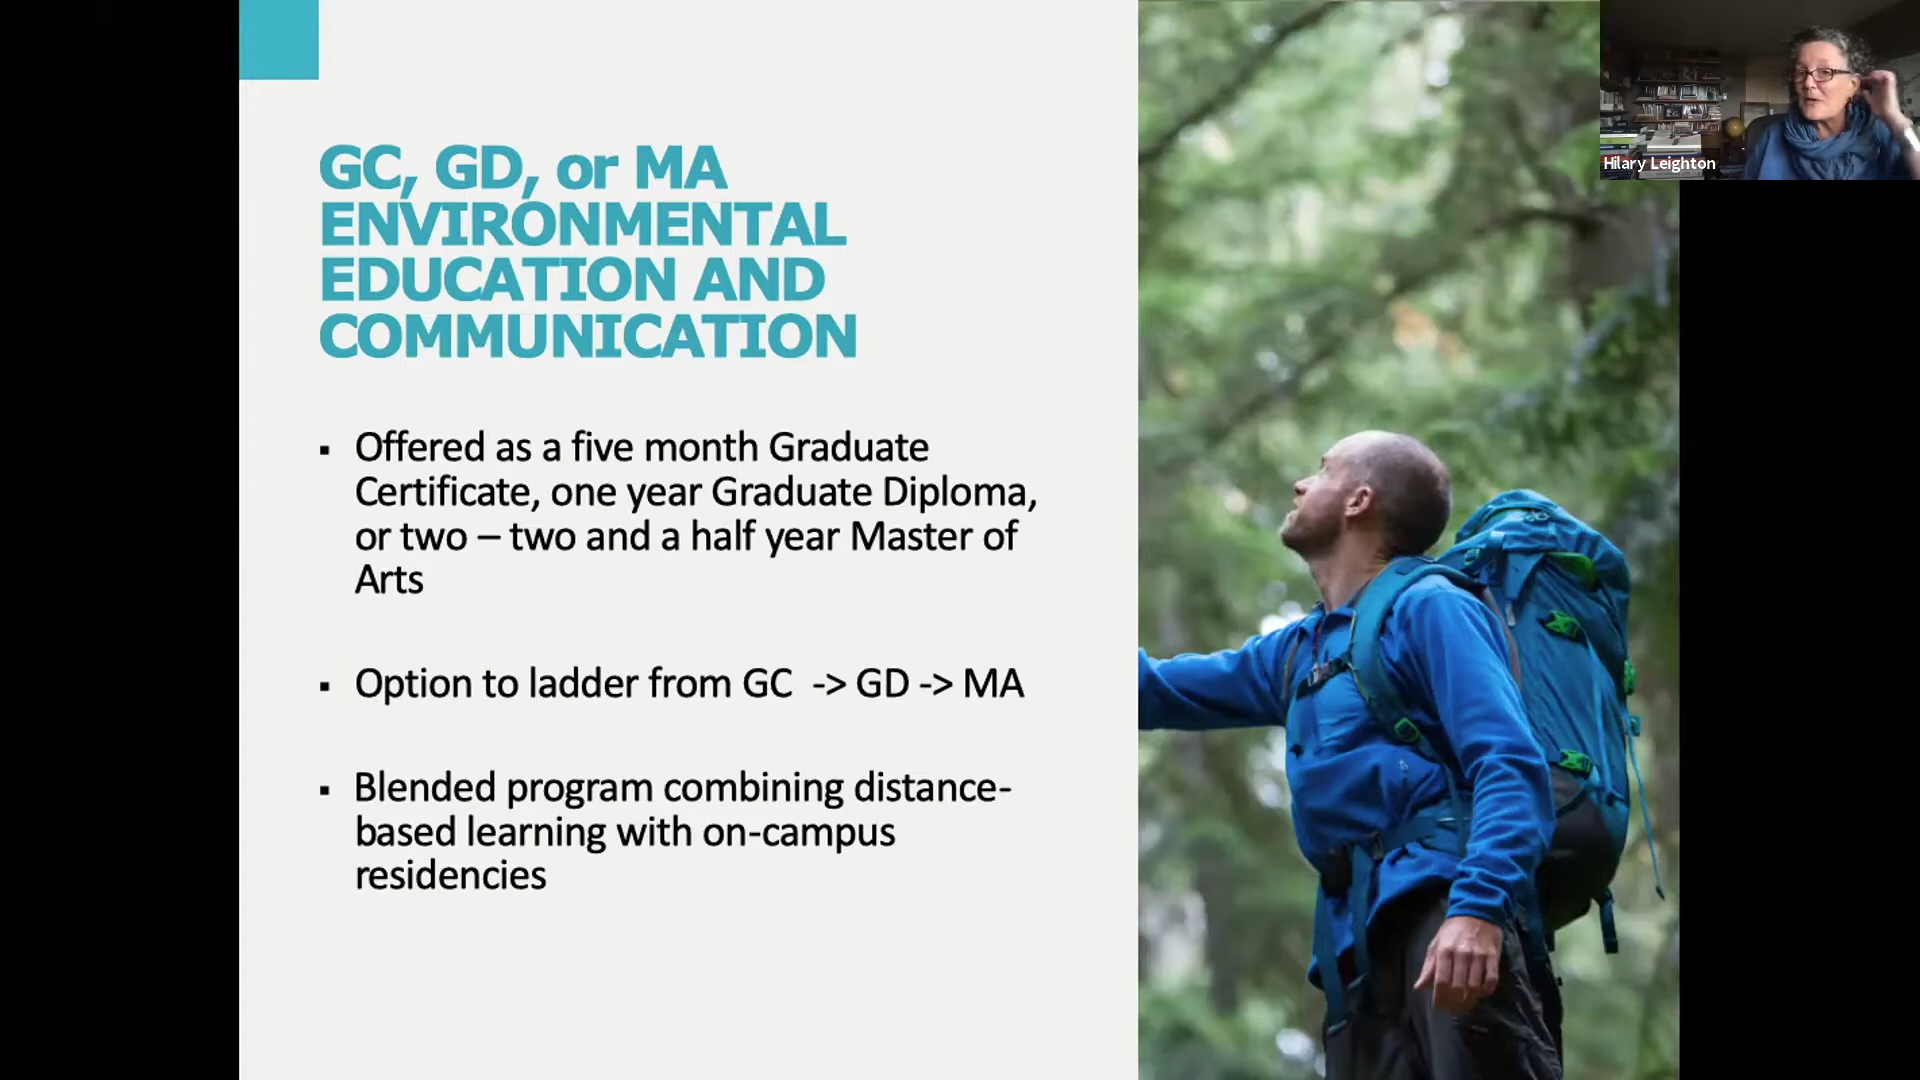 GC, GD, or MA
ENVIRONMENTAL
EDUCATION AND
COMMUNICATION
▪ Offered as a five month Graduate
Certificate, one year Graduate Diploma,
or two – two and a half year Master of
Arts
▪ Option to ladder from GC -> GD -> MA
▪ Blended program combining distance-
based learning with on-campus
residencies
Hilary Leighton